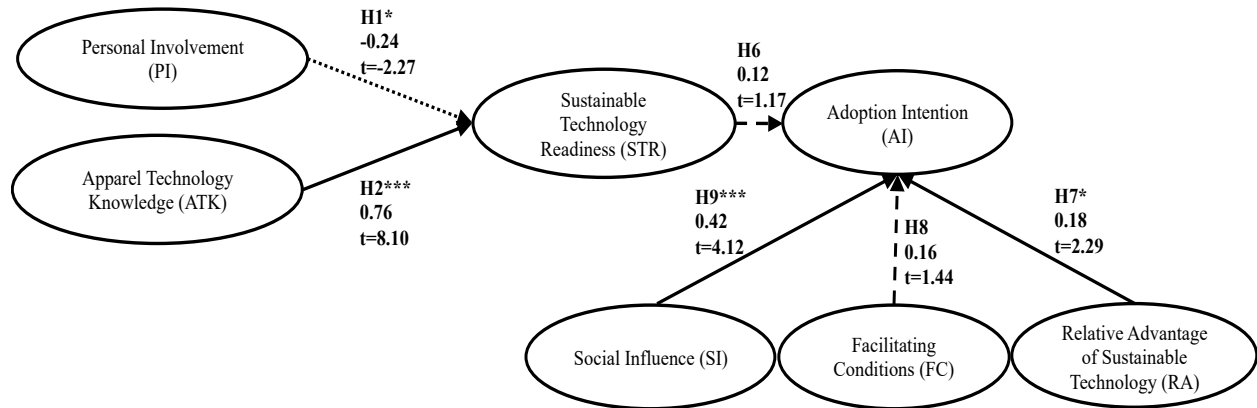 H1*
-0.24
t=-2.27
Personal Involvement
(PI)
H6
0.12
t=1.17
Sustainable
Technology
Readiness (STR)
Adoption Intention
(AI)
Apparel Technology
Knowledge (ATK)
H2***
0.76
t=8.10
H9***
0.42
t=4.12
H8
0.16
t=1.44
H7*
0.18
t=2.29
Social Influence (SI)
Facilitating
Conditions (FC)
Relative Advantage
of Sustainable
Technology (RA)